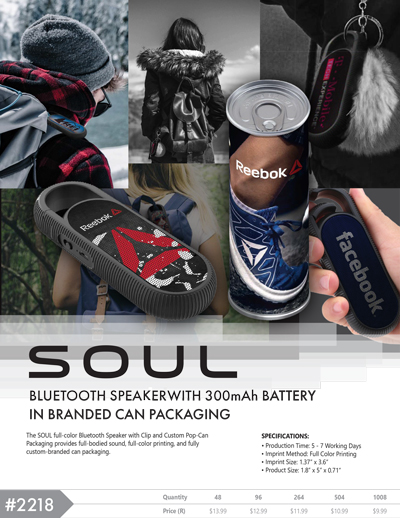 Reebok
Reebok
facebook
SOUL
BLUETOOTH SPEAKERWITH 300mAh BATTERY
IN BRANDED CAN PACKAGING
The SOUL full-color Bluetooth Speaker with Clip and Custom Pop-Can
Packaging provides full-bodied sound, full-color printing, and fully
custom-branded can packaging.
SPECIFICATIONS:
• Production Time: 5 - 7 Working Days
• Imprint Method: Full Color Printing
• Imprint Size: 1.37" x 3.6"
• Product Size: 1.8" x 5" x 0.71"
#2218
Quantity 48 96 264 504 1008
Price (R) $13.99 $12.99 $11.99 $10.99 $9.99